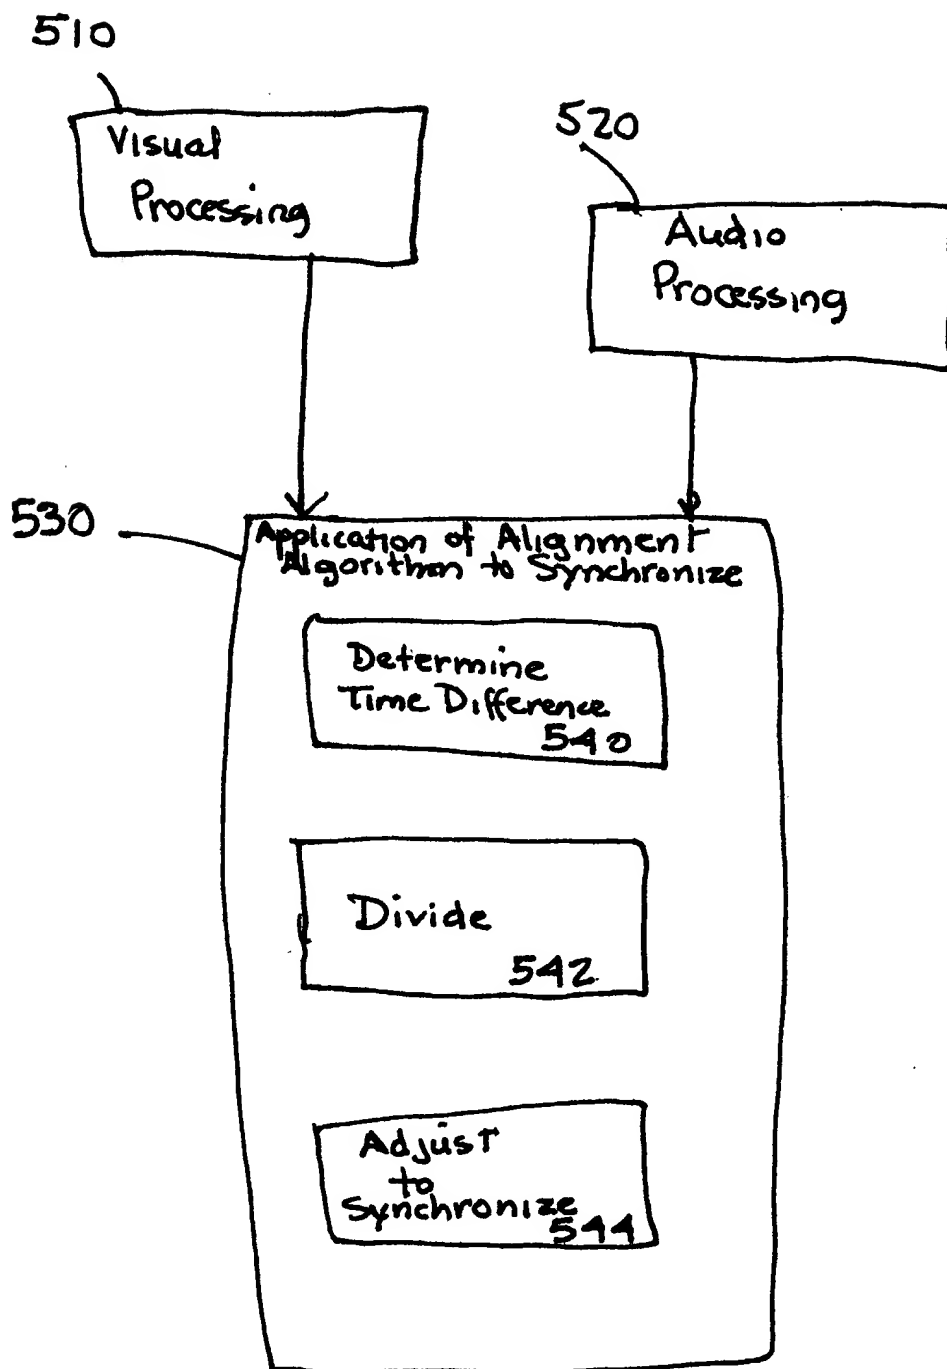 510
Visual
Processing
520
Audio
Processing
530
Application of Alignment
Algorithm to Synchronize
Determine
Time Difference
540
Divide
542
Adjust
to
Synchronize
544